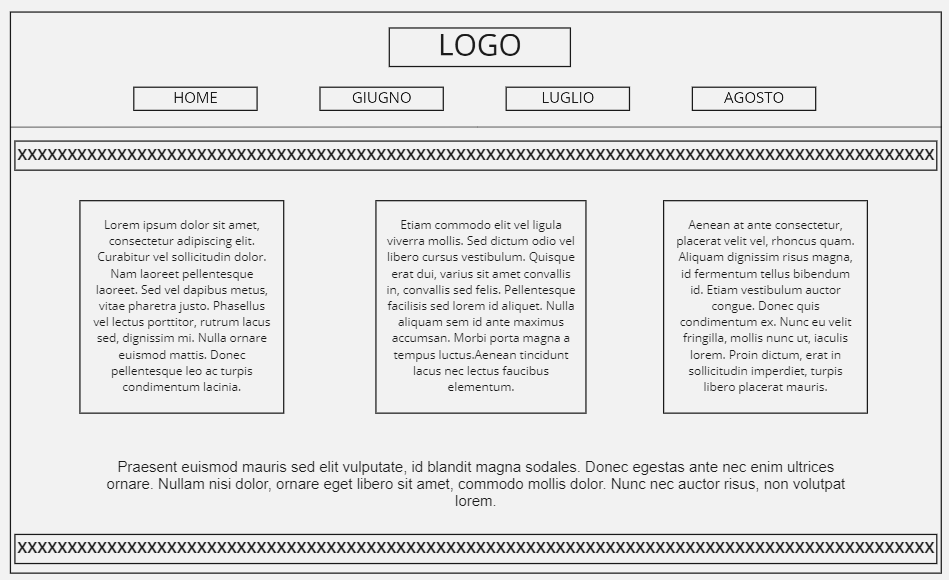 LOGO
HOME GIUGNO LUGLIO AGOSTO
XXXXXXXXXXXXXXXXXXXXXXXXXXXXXXXXXXXXXXXXXXXXXXXXXXXXXXXXXXXXXXXXXXXXXXXXXXXXXXXXXXXXXXXXXXXX
Lorem ipsum dolor sit amet,
consectetur adipiscing elit.
Curabitur vel sollicitudin dolor.
Nam laoreet pellentesque
laoreet. Sed vel dapibus metus,
vitae pharetra justo. Phasellus
vel lectus porttitor, rutrum lacus
sed, dignissim mi. Nulla ornare
euismod mattis. Donec
pellentesque leo ac turpis
condimentum lacinia.
Etiam commodo elit vel ligula
viverra mollis. Sed dictum odio vel
libero cursus vestibulum. Quisque
erat dui, varius sit amet convallis
in, convallis sed felis. Pellentesque
facilisis sed lorem id aliquet. Nulla
aliquam sem id ante maximus
accumsan. Morbi porta magna a
tempus luctus.Aenean tincidunt
lacus nec lectus faucibus
elementum.
Aenean at ante consectetur,
placerat velit vel, rhoncus quam.
Aliquam dignissim risus magna,
id fermentum tellus bibendum
id. Etiam vestibulum auctor
congue. Donec quis
condimentum ex. Nunc eu velit
fringilla, mollis nunc ut, iaculis
lorem. Proin dictum, erat in
sollicitudin imperdiet, turpis
libero placerat mauris.
Praesent euismod mauris sed elit vulputate, id blandit magna sodales. Donec egestas ante nec enim ultrices
ornare. Nullam nisi dolor, ornare eget libero sit amet, commodo mollis dolor. Nunc nec auctor risus, non volutpat
lorem.
XXXXXXXXXXXXXXXXXXXXXXXXXXXXXXXXXXXXXXXXXXXXXXXXXXXXXXXXXXXXXXXXXXXXXXXXXXXXXXXXXXXXXXXXXXXX